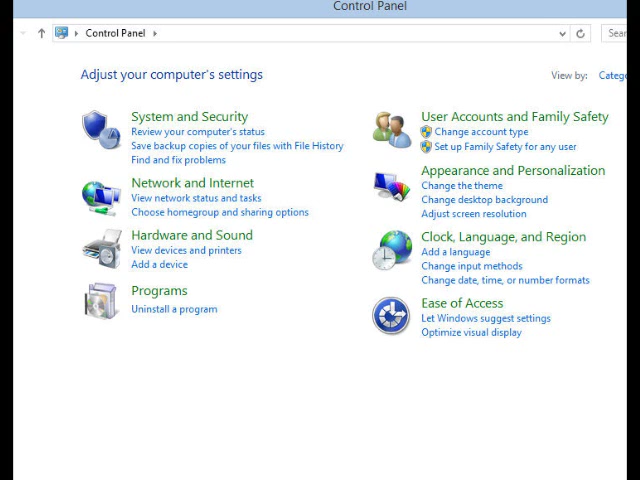 Control Panel
Control Panel
Adjust your computer's settings
View by:
System and Security
Review your computer's status
Save backup copies of your files with File History
Find and fix problems
Network and Internet
View network status and tasks
Choose homegroup and sharing options
Hardware and Sound
View devices and printers
Add a device
Programs
Uninstall a program
User Accounts and Family Safety
Change account type
Set up Family Safety for any user
Appearance and Personalization
Change the theme
Change desktop background
Adjust screen resolution
Clock, Language, and Region
Add a language
Change input methods
Change date, time, or number formats
Ease of Access
Let Windows suggest settings
Optimize visual display